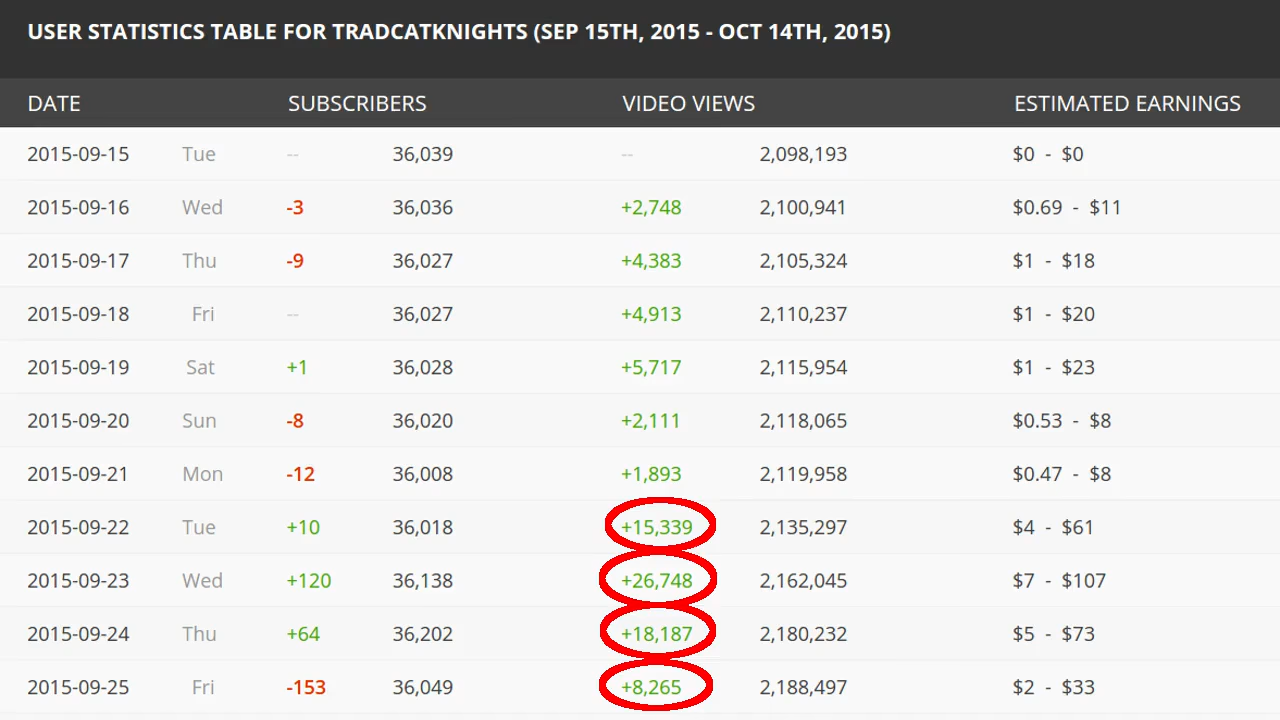 USER STATISTICS TABLE FOR TRADCATKNIGHTS (SEP 15TH, 2015 - OCT 14TH, 2015)
DATE SUBSCRIBERS VIDEO VIEWS ESTIMATED EARNINGS
2015-09-15 Tue -- 36,039 -- 2,098,193 $0 - $0
2015-09-16 Wed -3 36,036 +2,748 2,100,941 $0.69 - $11
2015-09-17 Thu -9 36,027 +4,383 2,105,324 $1 - $18
2015-09-18 Fri -- 36,027 +4,913 2,110,237 $1 - $20
2015-09-19 Sat +1 36,028 +5,717 2,115,954 $1 - $23
2015-09-20 Sun -8 36,020 +2,111 2,118,065 $0.53 - $8
2015-09-21 Mon -12 36,008 +1,893 2,119,958 $0.47 - $8
2015-09-22 Tue +10 36,018 +15,339 2,135,297 $4 - $61
2015-09-23 Wed +120 36,138 +26,748 2,162,045 $7 - $107
2015-09-24 Thu +64 36,202 +18,187 2,180,232 $5 - $73
2015-09-25 Fri -153 36,049 +8,265 2,188,497 $2 - $33